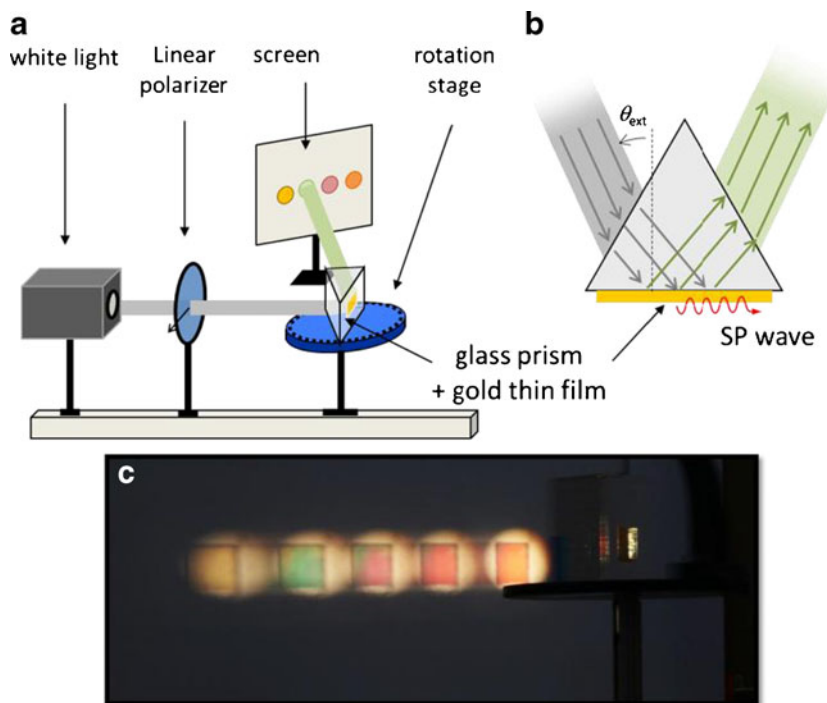 a
white light
Linear
polarizer
screen
rotation
stage
glass prism
+ gold thin film
b
θext
SP wave
c